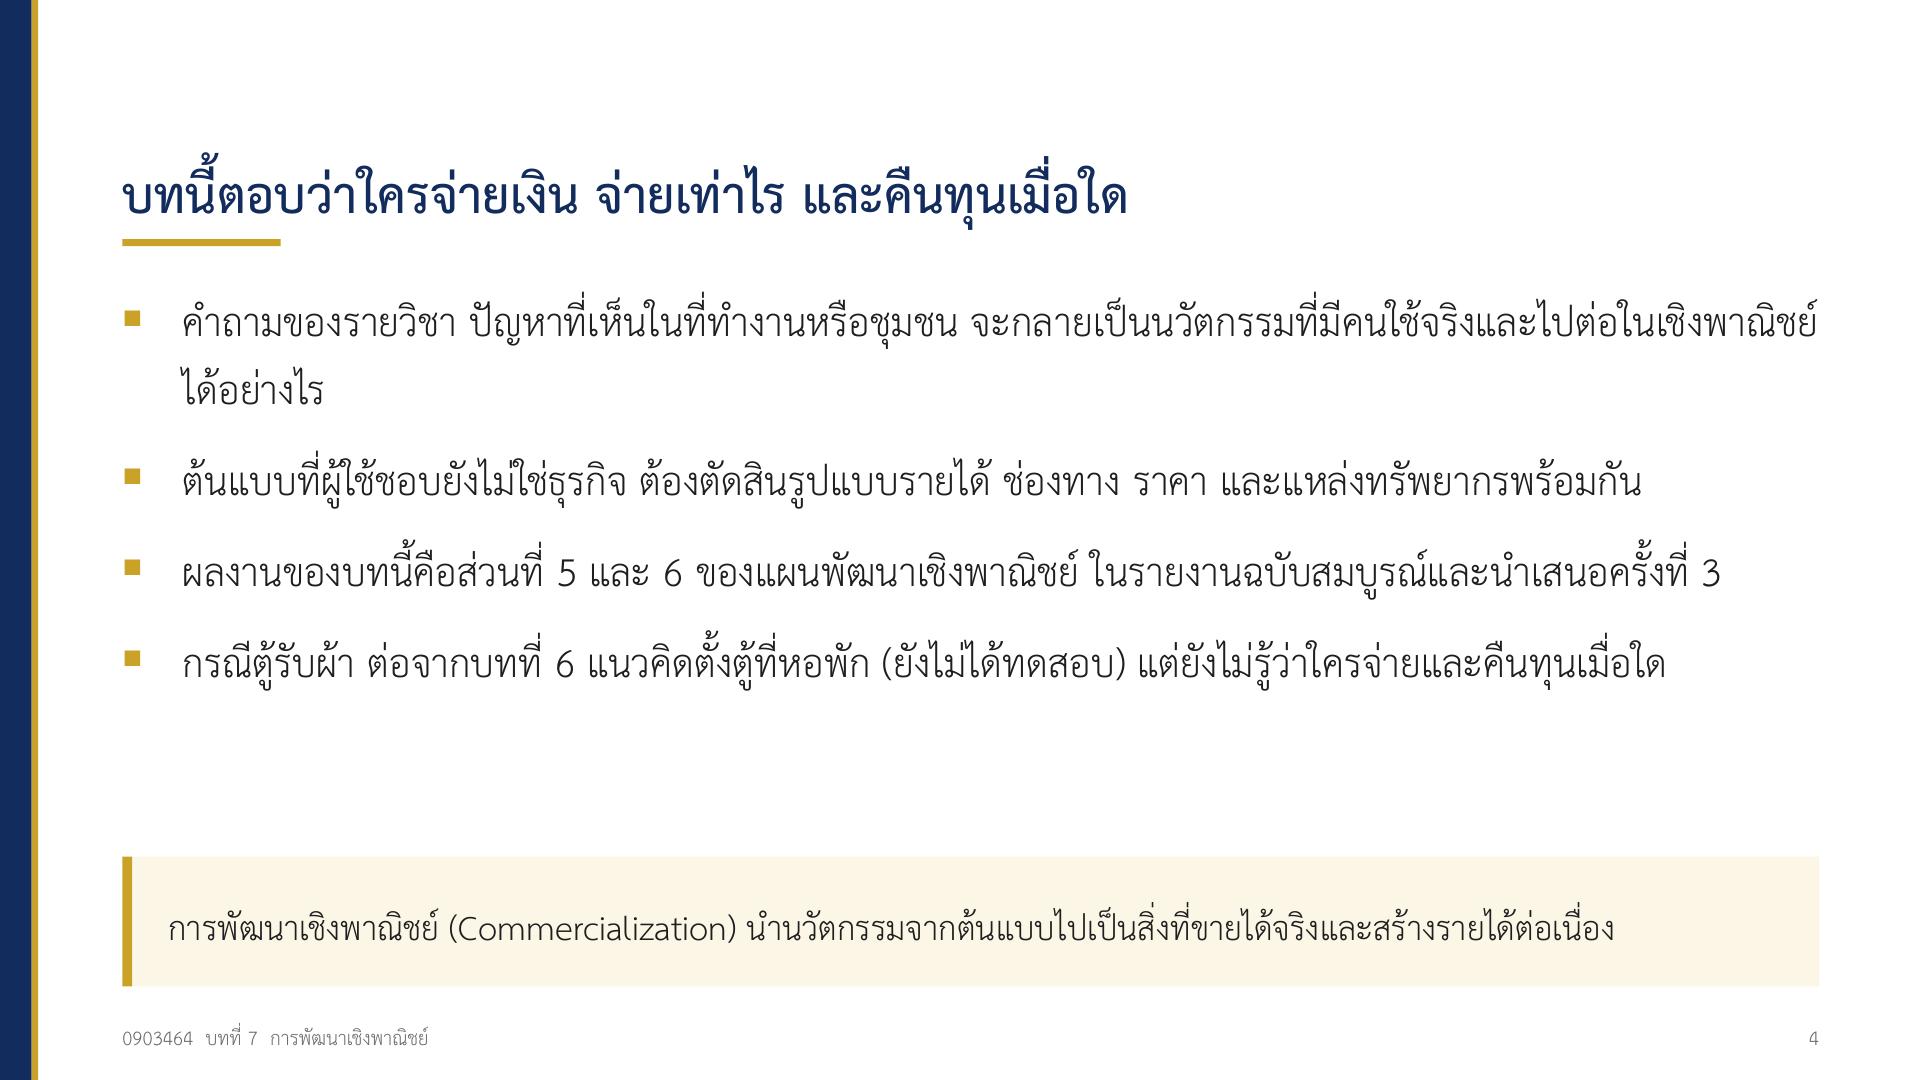 บทนี้ตอบว่าใครจ่ายเงิน จ่ายเท่าไร และคืนทุนเมื่อใด
คำถามของรายวิชา ปัญหาที่เห็นในที่ทำงานหรือชุมชน จะกลายเป็นนวัตกรรมที่มีคนใช้จริงและไปต่อในเชิงพาณิชย์
ได้อย่างไร
ต้นแบบที่ผู้ใช้ชอบยังไม่ใช่ธุรกิจ ต้องตัดสินรูปแบบรายได้ ช่องทาง ราคา และแหล่งทรัพยากรพร้อมกัน
ผลงานของบทนี้คือส่วนที่ 5 และ 6 ของแผนพัฒนาเชิงพาณิชย์ ในรายงานฉบับสมบูรณ์และนำเสนอครั้งที่ 3
กรณีตู้รับผ้า ต่อจากบทที่ 6 แนวคิดตั้งตู้ที่หอพัก (ยังไม่ได้ทดสอบ) แต่ยังไม่รู้ว่าใครจ่ายและคืนทุนเมื่อใด
การพัฒนาเชิงพาณิชย์ (Commercialization) นำนวัตกรรมจากต้นแบบไปเป็นสิ่งที่ขายได้จริงและสร้างรายได้ต่อเนื่อง
0903464 บทที่ 7 การพัฒนาเชิงพาณิชย์
4